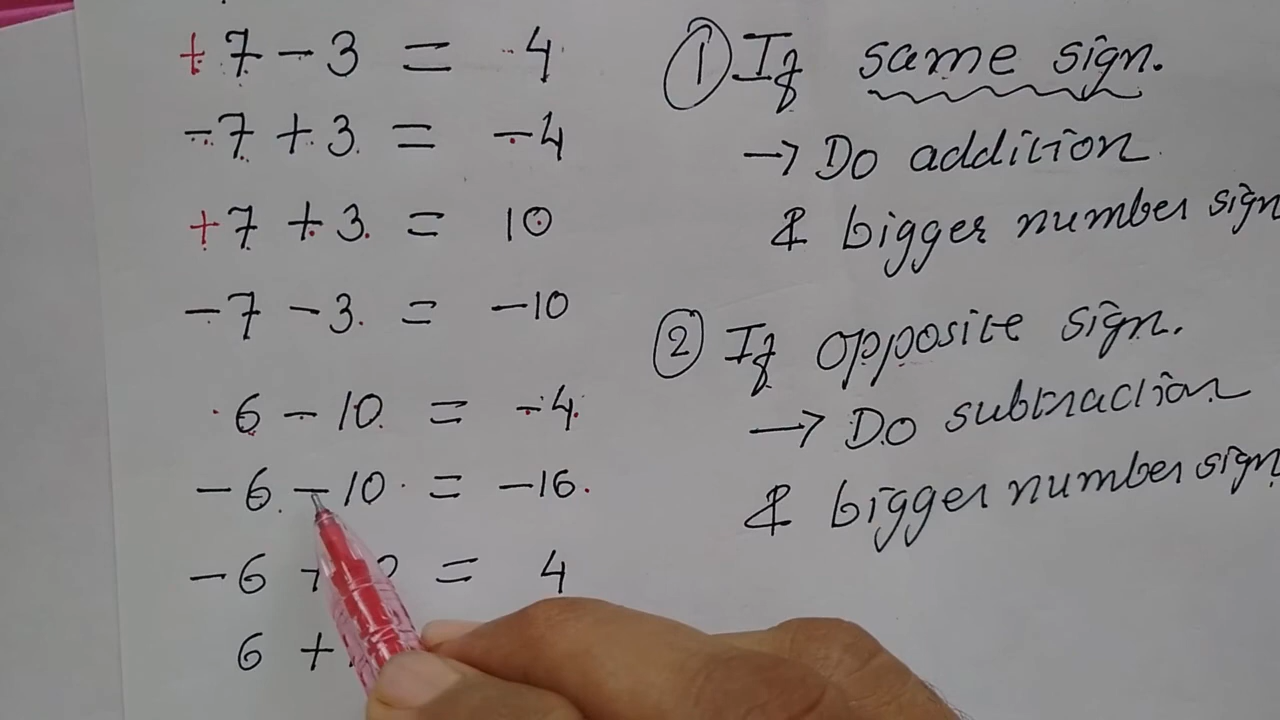 +7 - 3 = 4
-7 + 3 = -4
+7 + 3 = 10
-7 - 3 = -10
6 - 10 = -4
-6 - 10 = -16
-6 + = 4
6 +
① If same sign.
→ Do addition
& bigger number sign
② If opposite sign.
→ Do subtraction
& bigger number sign